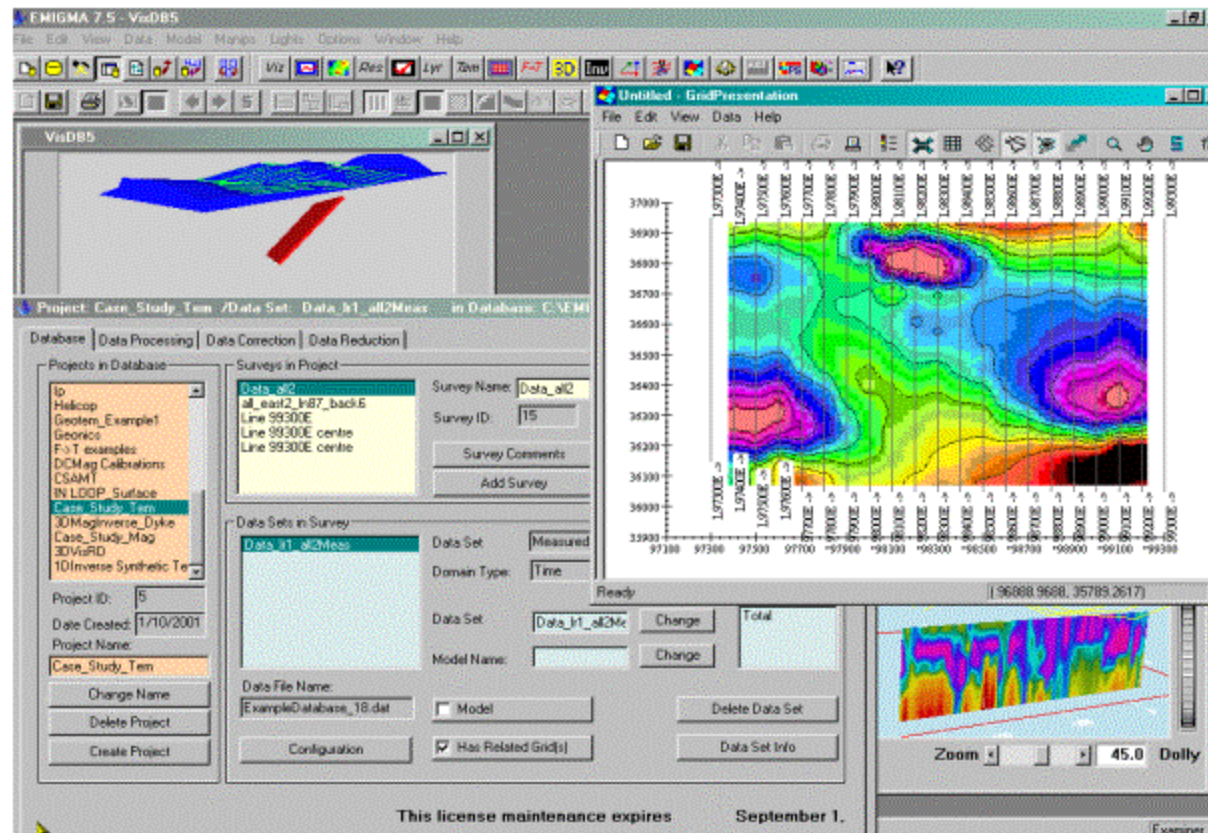 EMIGMA 7.5 - VisDB5
File Edit View Data Model Manips Lights Options Window Help
Viz Res Lyr Tem F-T 3D Inv
VisDB5
Untitled - GridPresentation
File Edit View Data Help
37000
36900
36800
36700
36600
36500
36400
36300
36200
36100
36000
35900
97100 97300 97500 97700 97900 98100 98300 98500 98700 98900 99100 99300
Ready
(96888.9688, 35789.2617)
Project: Case_Study_Tem /Data Set: Data_lr1_all2Meas in Database:
Database Data Processing Data Correction Data Reduction
Projects in Database
Ip
Helicop
Geotem_Example1
Geonics
F->T examples
DCMag Calibrations
CSAMT
IN LOOP_Surface
Case_Study_Tem
3DMagInverse_Dyke
Case_Study_Mag
3DVisRD
1DInverse Synthetic Te
Project ID: 5
Date Created: 1/10/2001
Project Name:
Case_Study_Tem
Change Name
Delete Project
Create Project
Surveys in Project
Data_all2
all_east2_ln87_back6
Line 99300E
Line 99300E centre
Line 99300E centre
Survey Name: Data_all2
Survey ID: 15
Survey Comments
Add Survey
Data Sets in Survey
Data_lr1_all2Meas
Data Set Measured
Domain Type: Time
Data Set Data_lr1_all2Me Change
Total
Model Name: Change
Data File Name:
ExampleDatabase_18.dat
Model
Delete Data Set
Configuration
Has Related Grid(s)
Data Set Info
Zoom 45.0 Dolly
This license maintenance expires September 1.
Examiner